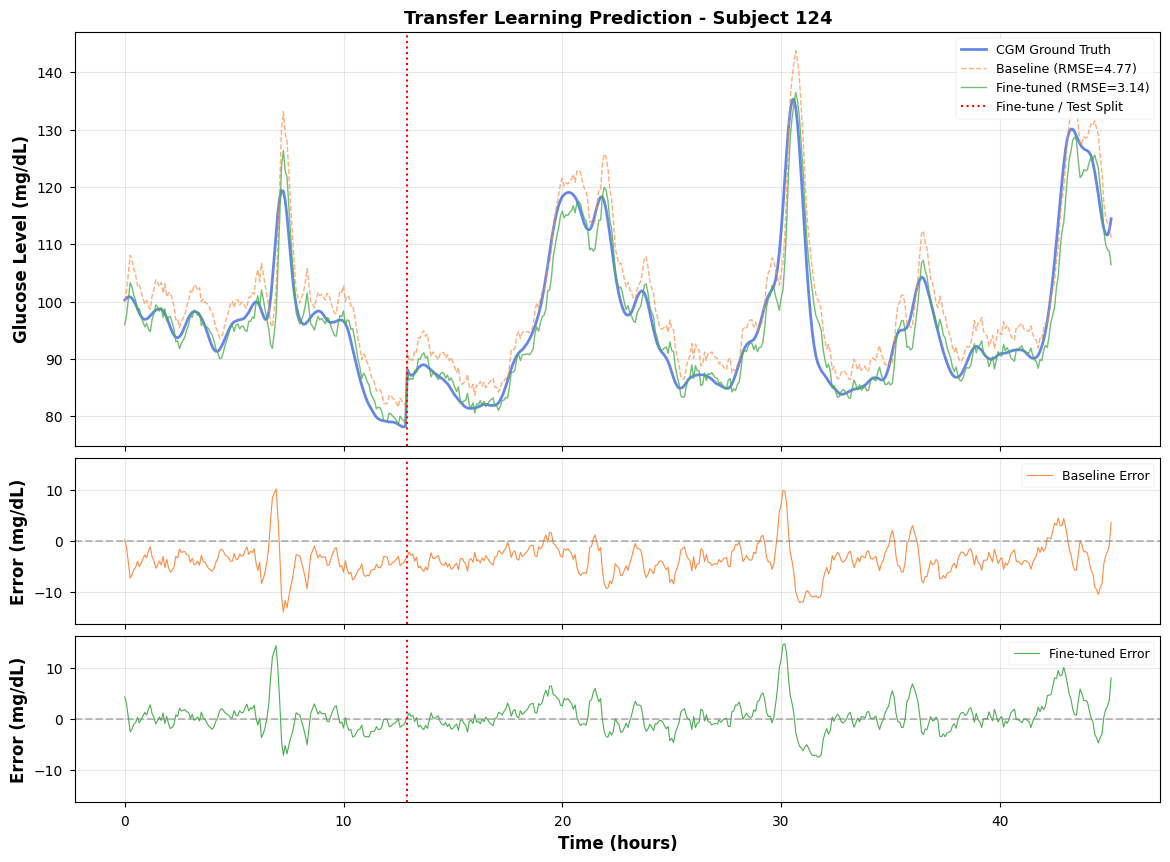 Transfer Learning Prediction - Subject 124
CGM Ground Truth
Baseline (RMSE=4.77)
Fine-tuned (RMSE=3.14)
Fine-tune / Test Split
Glucose Level (mg/dL)
140
130
120
110
100
90
80
Baseline Error
Error (mg/dL)
10
0
−10
Fine-tuned Error
Error (mg/dL)
10
0
−10
0
10
20
30
40
Time (hours)